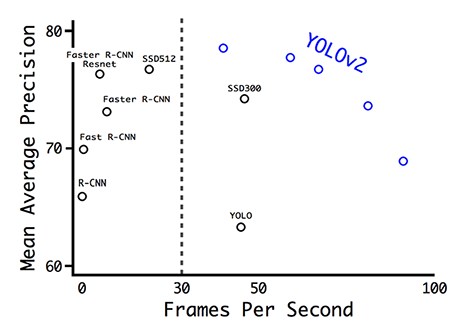 80
Faster R-CNN
Resnet
SSD512
YOLOv2
SSD300
Faster R-CNN
70
Fast R-CNN
R-CNN
YOLO
60
Mean Average Precision
0
30
50
100
Frames Per Second